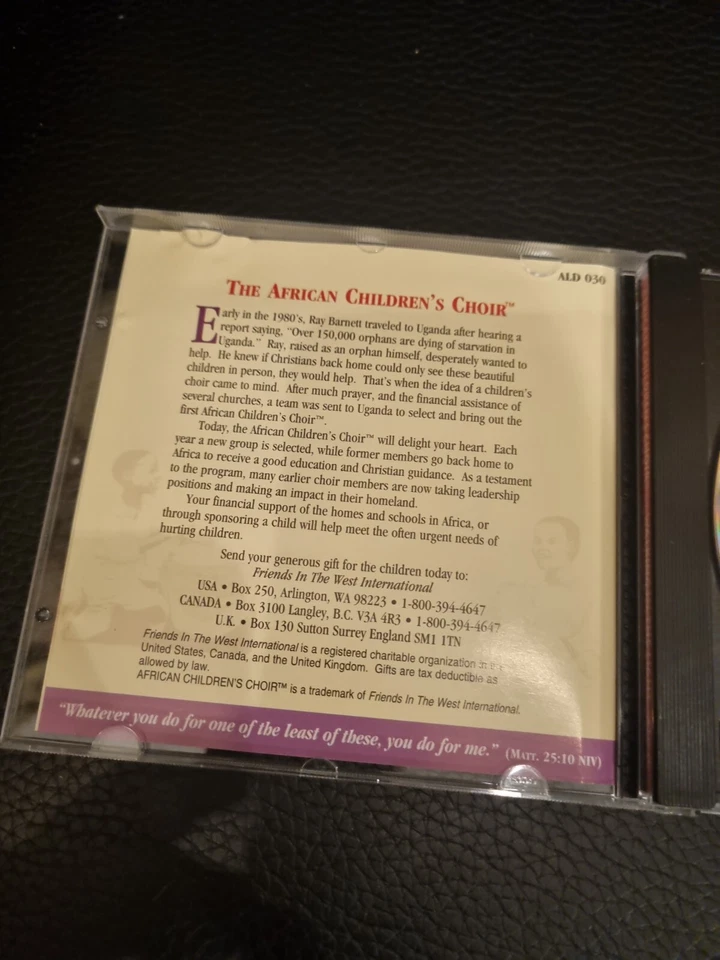 ALD 030
THE AFRICAN CHILDREN'S CHOIR™
Early in the 1980's, Ray Barnett traveled to Uganda after hearing a
report saying, "Over 150,000 orphans are dying of starvation in
Uganda." Ray, raised as an orphan himself, desperately wanted to
help. He knew if Christians back home could only see these beautiful
children in person, they would help. That's when the idea of a children's
choir came to mind. After much prayer, and the financial assistance of
several churches, a team was sent to Uganda to select and bring out the
first African Children's Choir™.
Today, the African Children's Choir™ will delight your heart. Each
year a new group is selected, while former members go back home to
Africa to receive a good education and Christian guidance. As a testament
to the program, many earlier choir members are now taking leadership
positions and making an impact in their homeland.
Your financial support of the homes and schools in Africa, or
through sponsoring a child will help meet the often urgent needs of
hurting children.
Send your generous gift for the children today to:
Friends In The West International
USA • Box 250, Arlington, WA 98223 • 1-800-394-4647
CANADA • Box 3100 Langley, B.C. V3A 4R3 • 1-800-394-4647
U.K. • Box 130 Sutton Surrey England SM1 1TN
Friends In The West International is a registered charitable organization in the
United States, Canada, and the United Kingdom. Gifts are tax deductible as
allowed by law.
AFRICAN CHILDREN'S CHOIR™ is a trademark of Friends In The West International.
"Whatever you do for one of the least of these, you do for me." (MATT. 25:10 NIV)